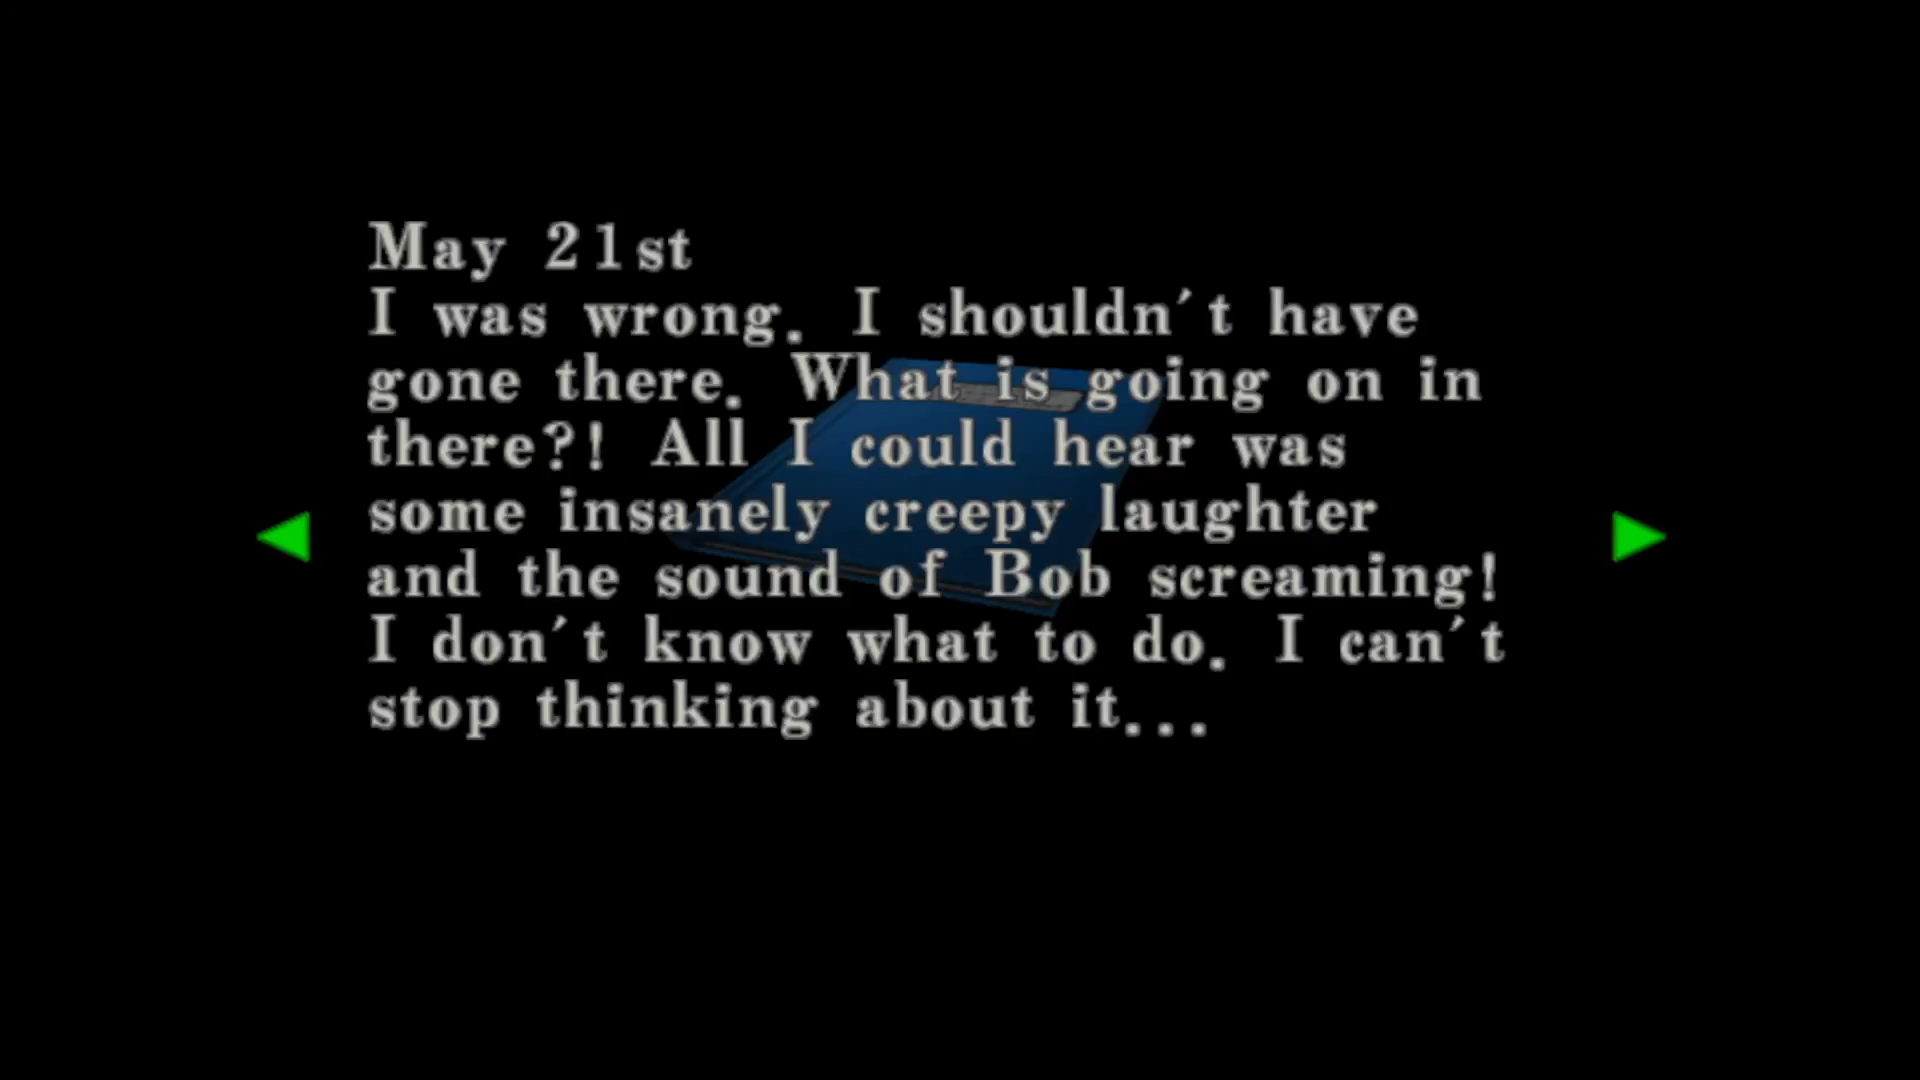 May 21st
I was wrong. I shouldn't have
gone there. What is going on in
there?! All I could hear was
some insanely creepy laughter
and the sound of Bob screaming!
I don't know what to do. I can't
stop thinking about it...